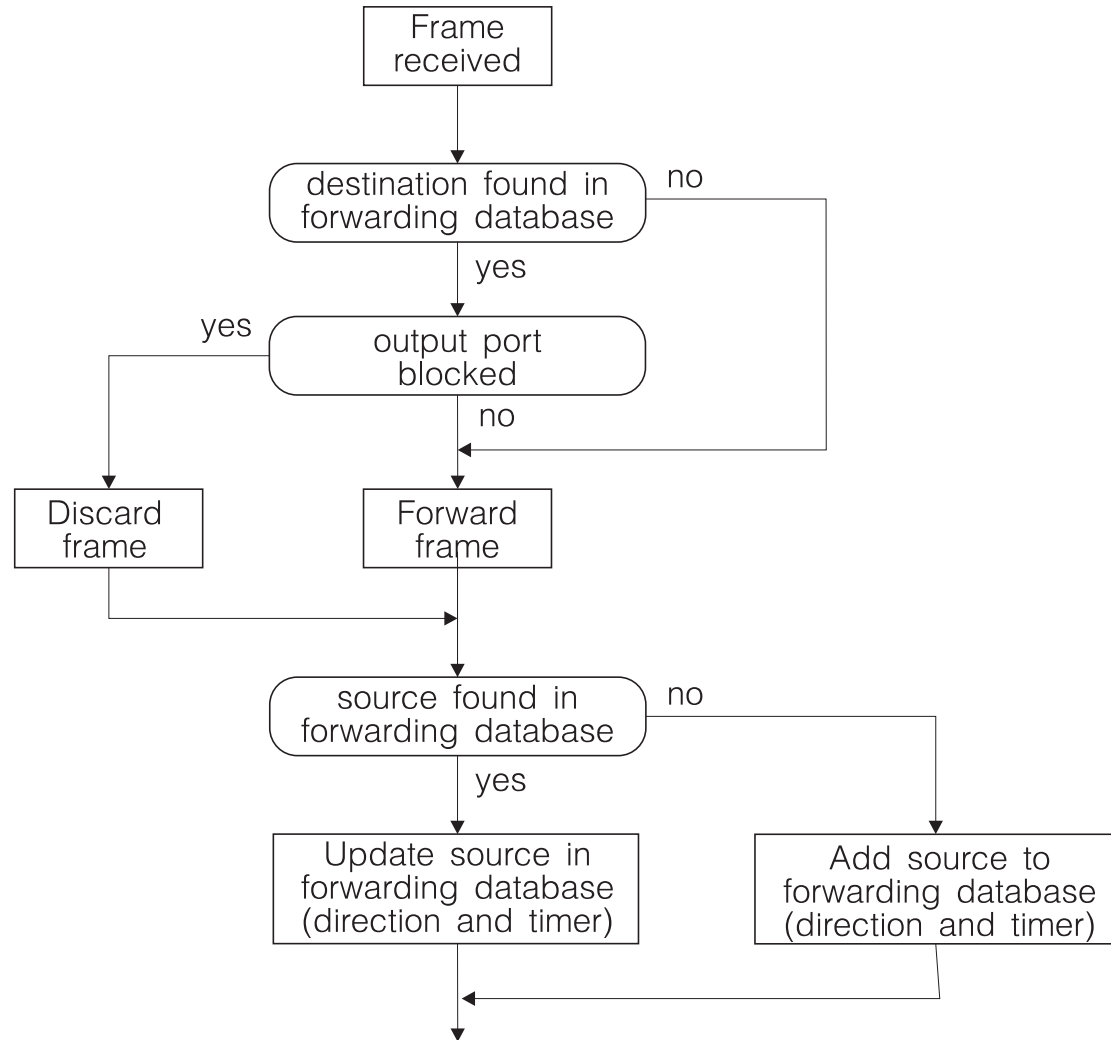 Frame
received
destination found in
forwarding database
no
yes
output port
blocked
yes
no
Discard
frame
Forward
frame
source found in
forwarding database
no
yes
Update source in
forwarding database
(direction and timer)
Add source to
forwarding database
(direction and timer)